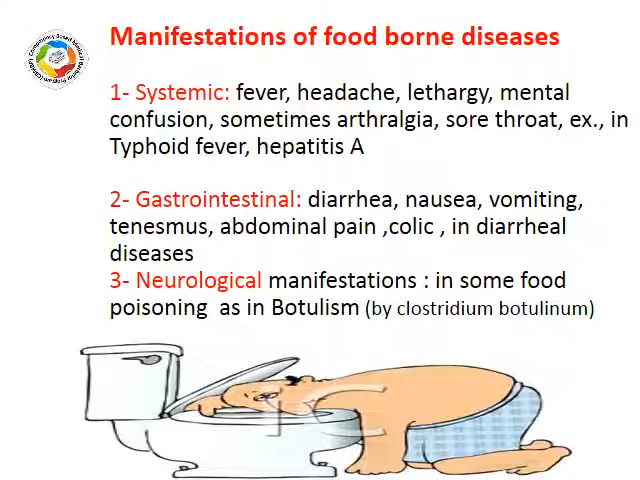 Manifestations of food borne diseases
1- Systemic: fever, headache, lethargy, mental
confusion, sometimes arthralgia, sore throat, ex., in
Typhoid fever, hepatitis A
2- Gastrointestinal: diarrhea, nausea, vomiting,
tenesmus, abdominal pain ,colic , in diarrheal
diseases
3- Neurological manifestations : in some food
poisoning as in Botulism (by clostridium botulinum)